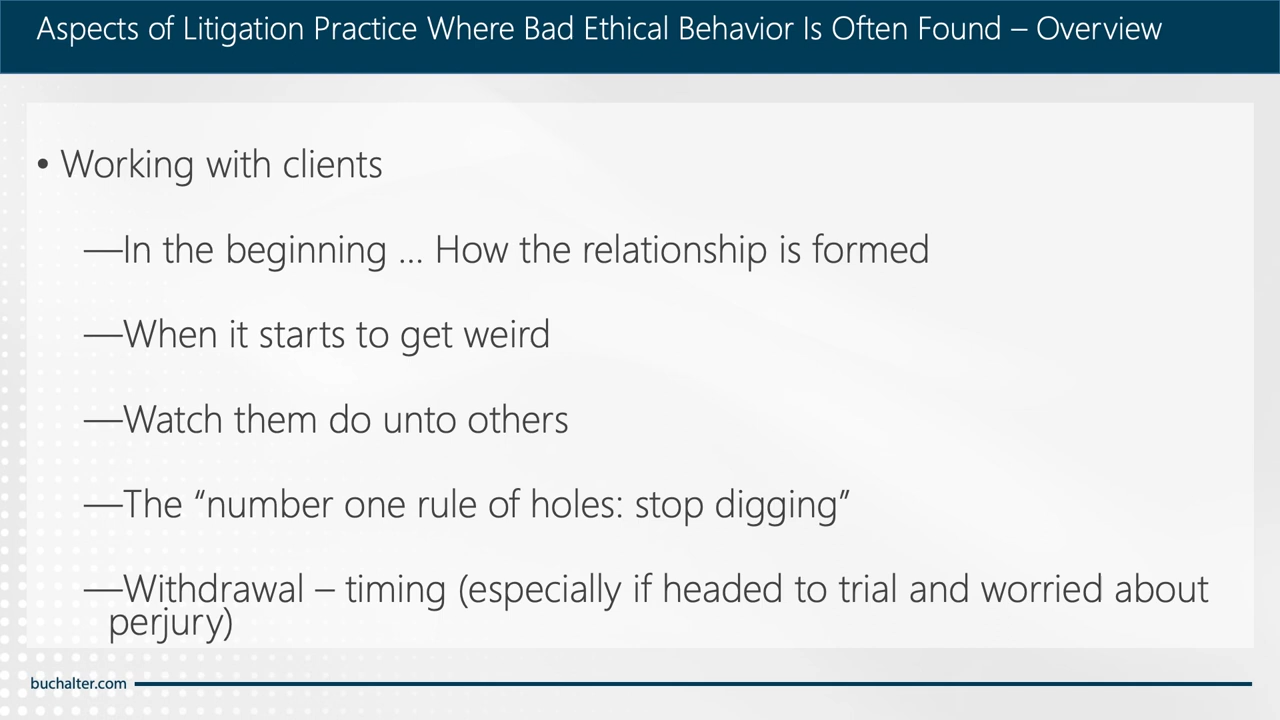 Aspects of Litigation Practice Where Bad Ethical Behavior Is Often Found – Overview
• Working with clients
—In the beginning ... How the relationship is formed
—When it starts to get weird
—Watch them do unto others
—The “number one rule of holes: stop digging”
—Withdrawal – timing (especially if headed to trial and worried about
perjury)
buchalter.com